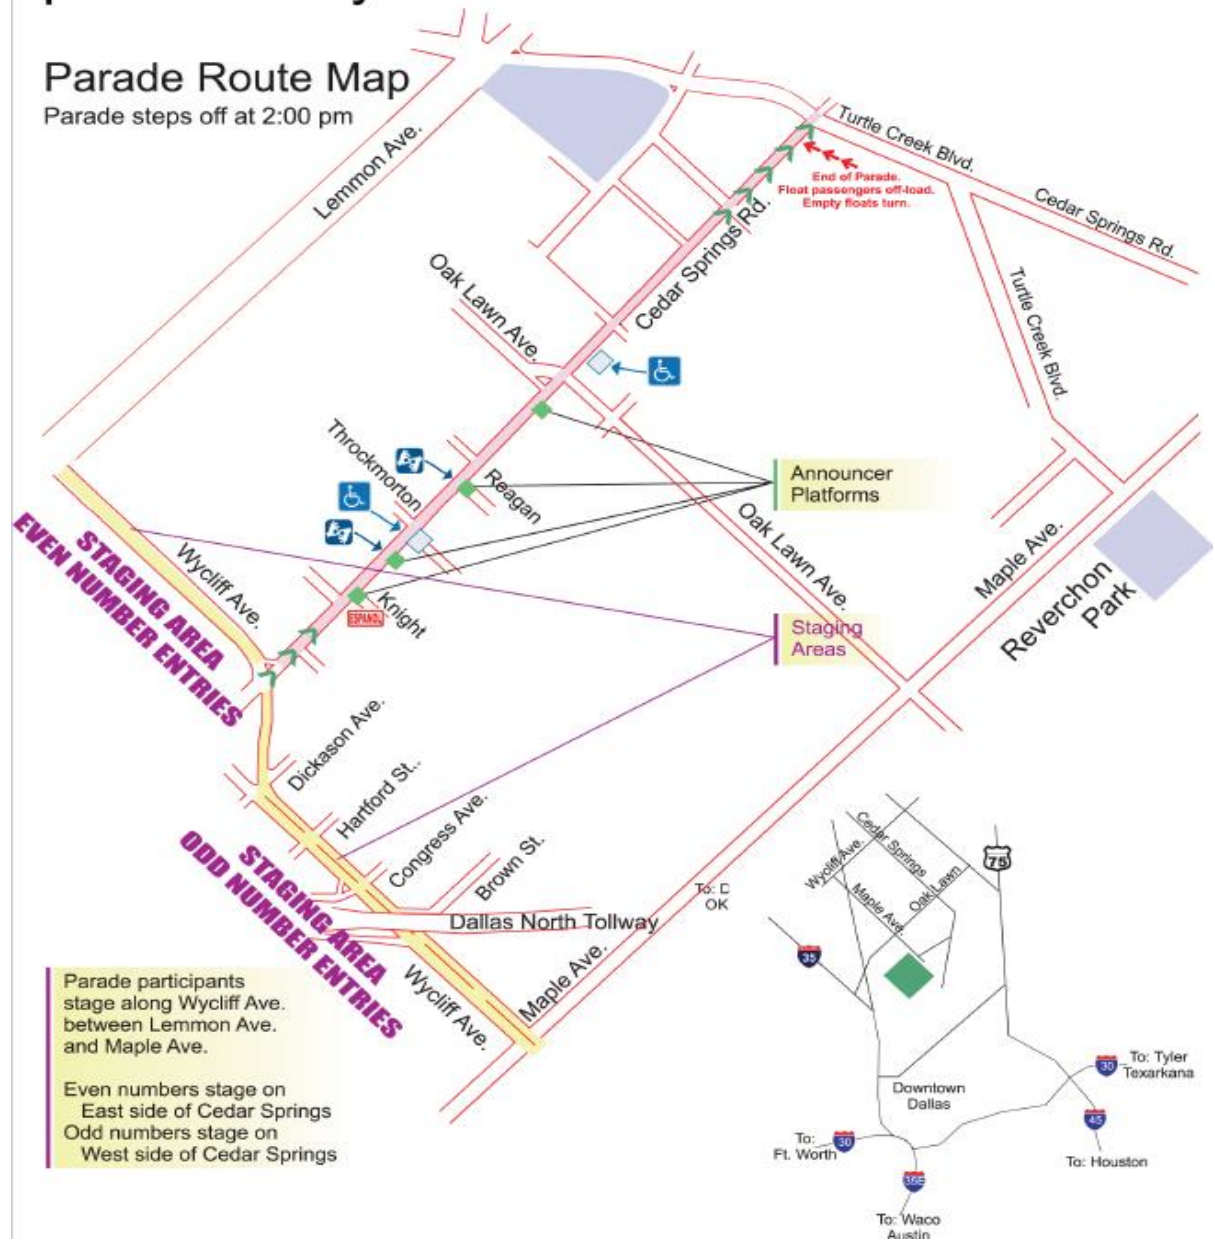 Parade Route Map
Parade steps off at 2:00 pm
Lemmon Ave.
Turtle Creek Blvd.
Cedar Springs Rd.
End of Parade.
Float passengers off-load.
Empty floats turn.
Cedar Springs Rd.
Oak Lawn Ave.
Turtle Creek Blvd.
Throckmorton
Reagan
Announcer
Platforms
Oak Lawn Ave.
Maple Ave.
Reverchon
Park
STAGING AREA
EVEN NUMBER ENTRIES
Wycliff Ave.
Knight
ESPANOL
Staging
Areas
Dickason Ave.
Hartford St..
Congress Ave.
Brown St.
Dallas North Tollway
STAGING AREA
ODD NUMBER ENTRIES
Wycliff Ave.
Maple Ave.
To: D
OK
Parade participants
stage along Wycliff Ave.
between Lemmon Ave.
and Maple Ave.
Even numbers stage on
East side of Cedar Springs
Odd numbers stage on
West side of Cedar Springs
Cedar Springs
Wycliff Ave.
Maple Ave.
Oak Lawn
75
35
Downtown
Dallas
30
To: Tyler
Texarkana
45
To: Houston
To:
Ft. Worth
30
35E
To: Waco
Austin